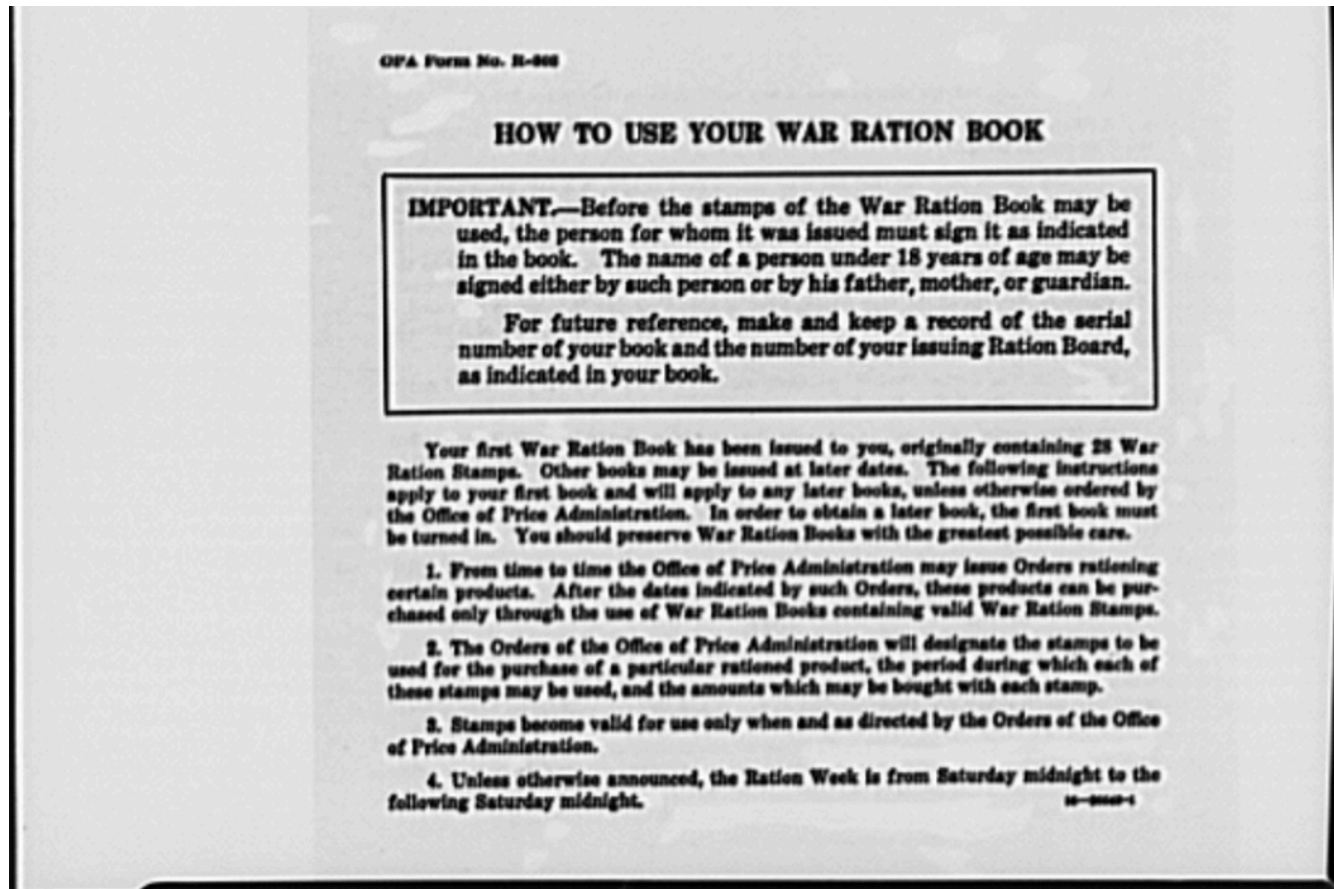 OPA Form No.
HOW TO USE YOUR WAR RATION BOOK
IMPORTANT.—Before the stamps of the War Ration Book may be
used, the person for whom it was issued must sign it as indicated
in the book. The name of a person under 18 years of age may be
signed either by such person or by his father, mother, or guardian.
For future reference, make and keep a record of the serial
number of your book and the number of your issuing Ration Board,
as indicated in your book.
Your first War Ration Book has been issued to you, originally containing 28 War
Ration Stamps. Other books may be issued at later dates. The following instructions
apply to your first book and will apply to any later books, unless otherwise ordered by
the Office of Price Administration. In order to obtain a later book, the first book must
be turned in. You should preserve War Ration Books with the greatest possible care.
1. From time to time the Office of Price Administration may issue Orders rationing
certain products. After the dates indicated by such Orders, these products can be pur-
chased only through the use of War Ration Books containing valid War Ration Stamps.
2. The Orders of the Office of Price Administration will designate the stamps to be
used for the purchase of a particular rationed product, the period during which each of
these stamps may be used, and the amounts which may be bought with each stamp.
3. Stamps become valid for use only when and as directed by the Orders of the Office
of Price Administration.
4. Unless otherwise announced, the Ration Week is from Saturday midnight to the
following Saturday midnight.